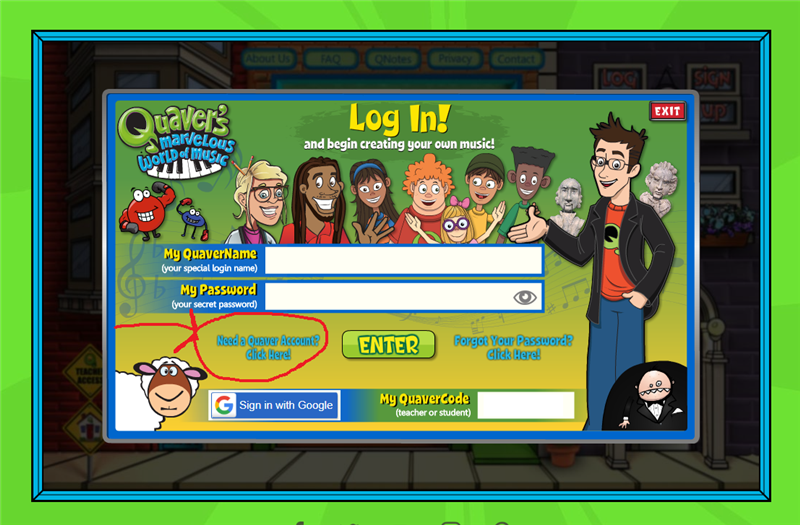 About Us
FAQ
QNotes
Privacy
Contact
LOG
SIGN
up
EXIT
Quaver's
Marvelous
World of Music
Log In!
and begin creating your own music!
My QuaverName
(your special login name)
My Password
(your secret password)
Need a Quaver Account?
Click Here!
ENTER
Forgot Your Password?
Click Here!
TEACHER
ACCESS
G Sign in with Google
My QuaverCode
(teacher or student)